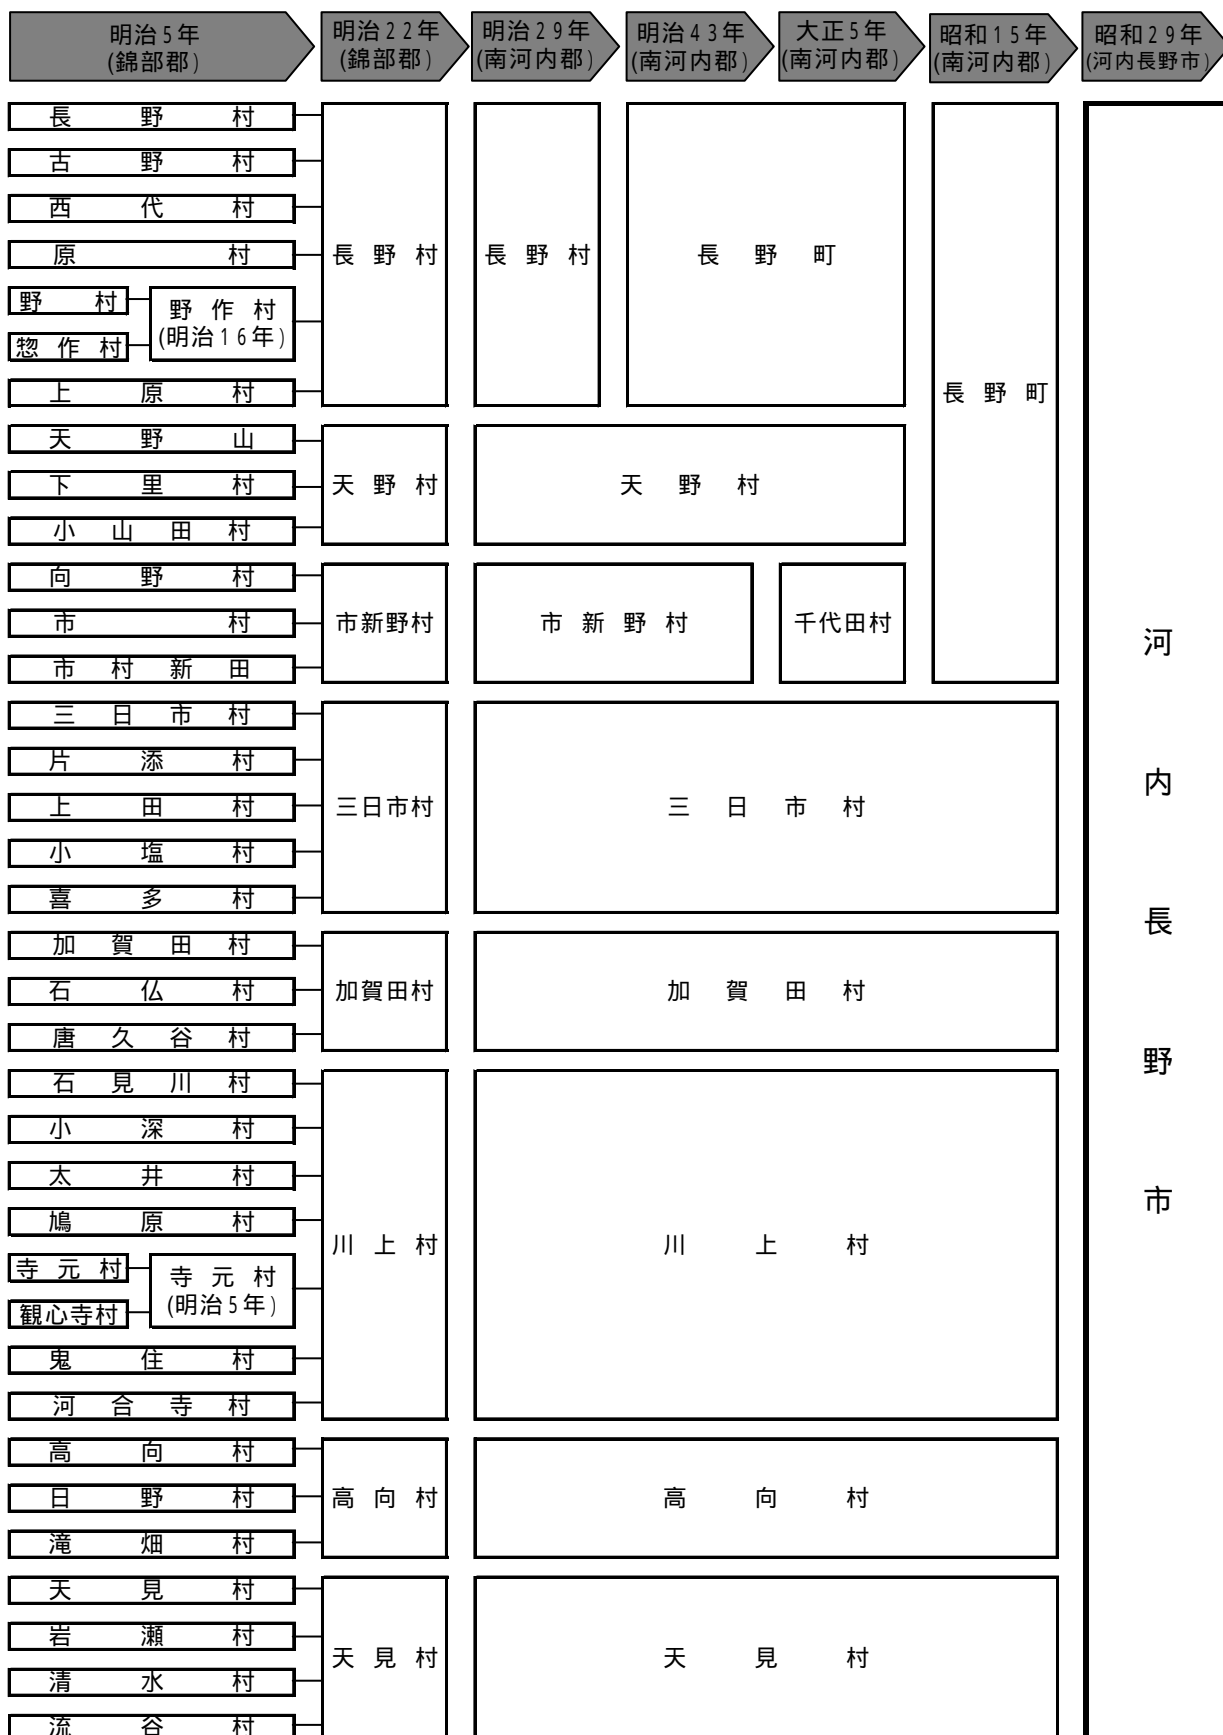 明治5年
(錦部郡)
明治22年
(錦部郡)
明治29年
(南河内郡)
明治43年
(南河内郡)
大正5年
(南河内郡)
昭和15年
(南河内郡)
昭和29年
(河内長野市)
長野村
古野村
西代村
原村
野村
惣作村
野作村
(明治16年)
上原村
天野山
下里村
小山田村
向野村
市村
市村新田
三日市村
片添村
上田村
小塩村
喜多村
加賀田村
石仏村
唐久谷村
石見川村
小深村
太井村
鳩原村
寺元村
観心寺村
寺元村
(明治5年)
鬼住村
河合寺村
高向村
日野村
滝畑村
天見村
岩瀬村
清水村
流谷村
長野村
天野村
市新野村
三日市村
加賀田村
川上村
高向村
天見村
長野村
長野町
天野村
市新野村
千代田村
長野町
三日市村
加賀田村
川上村
高向村
天見村
河内長野市